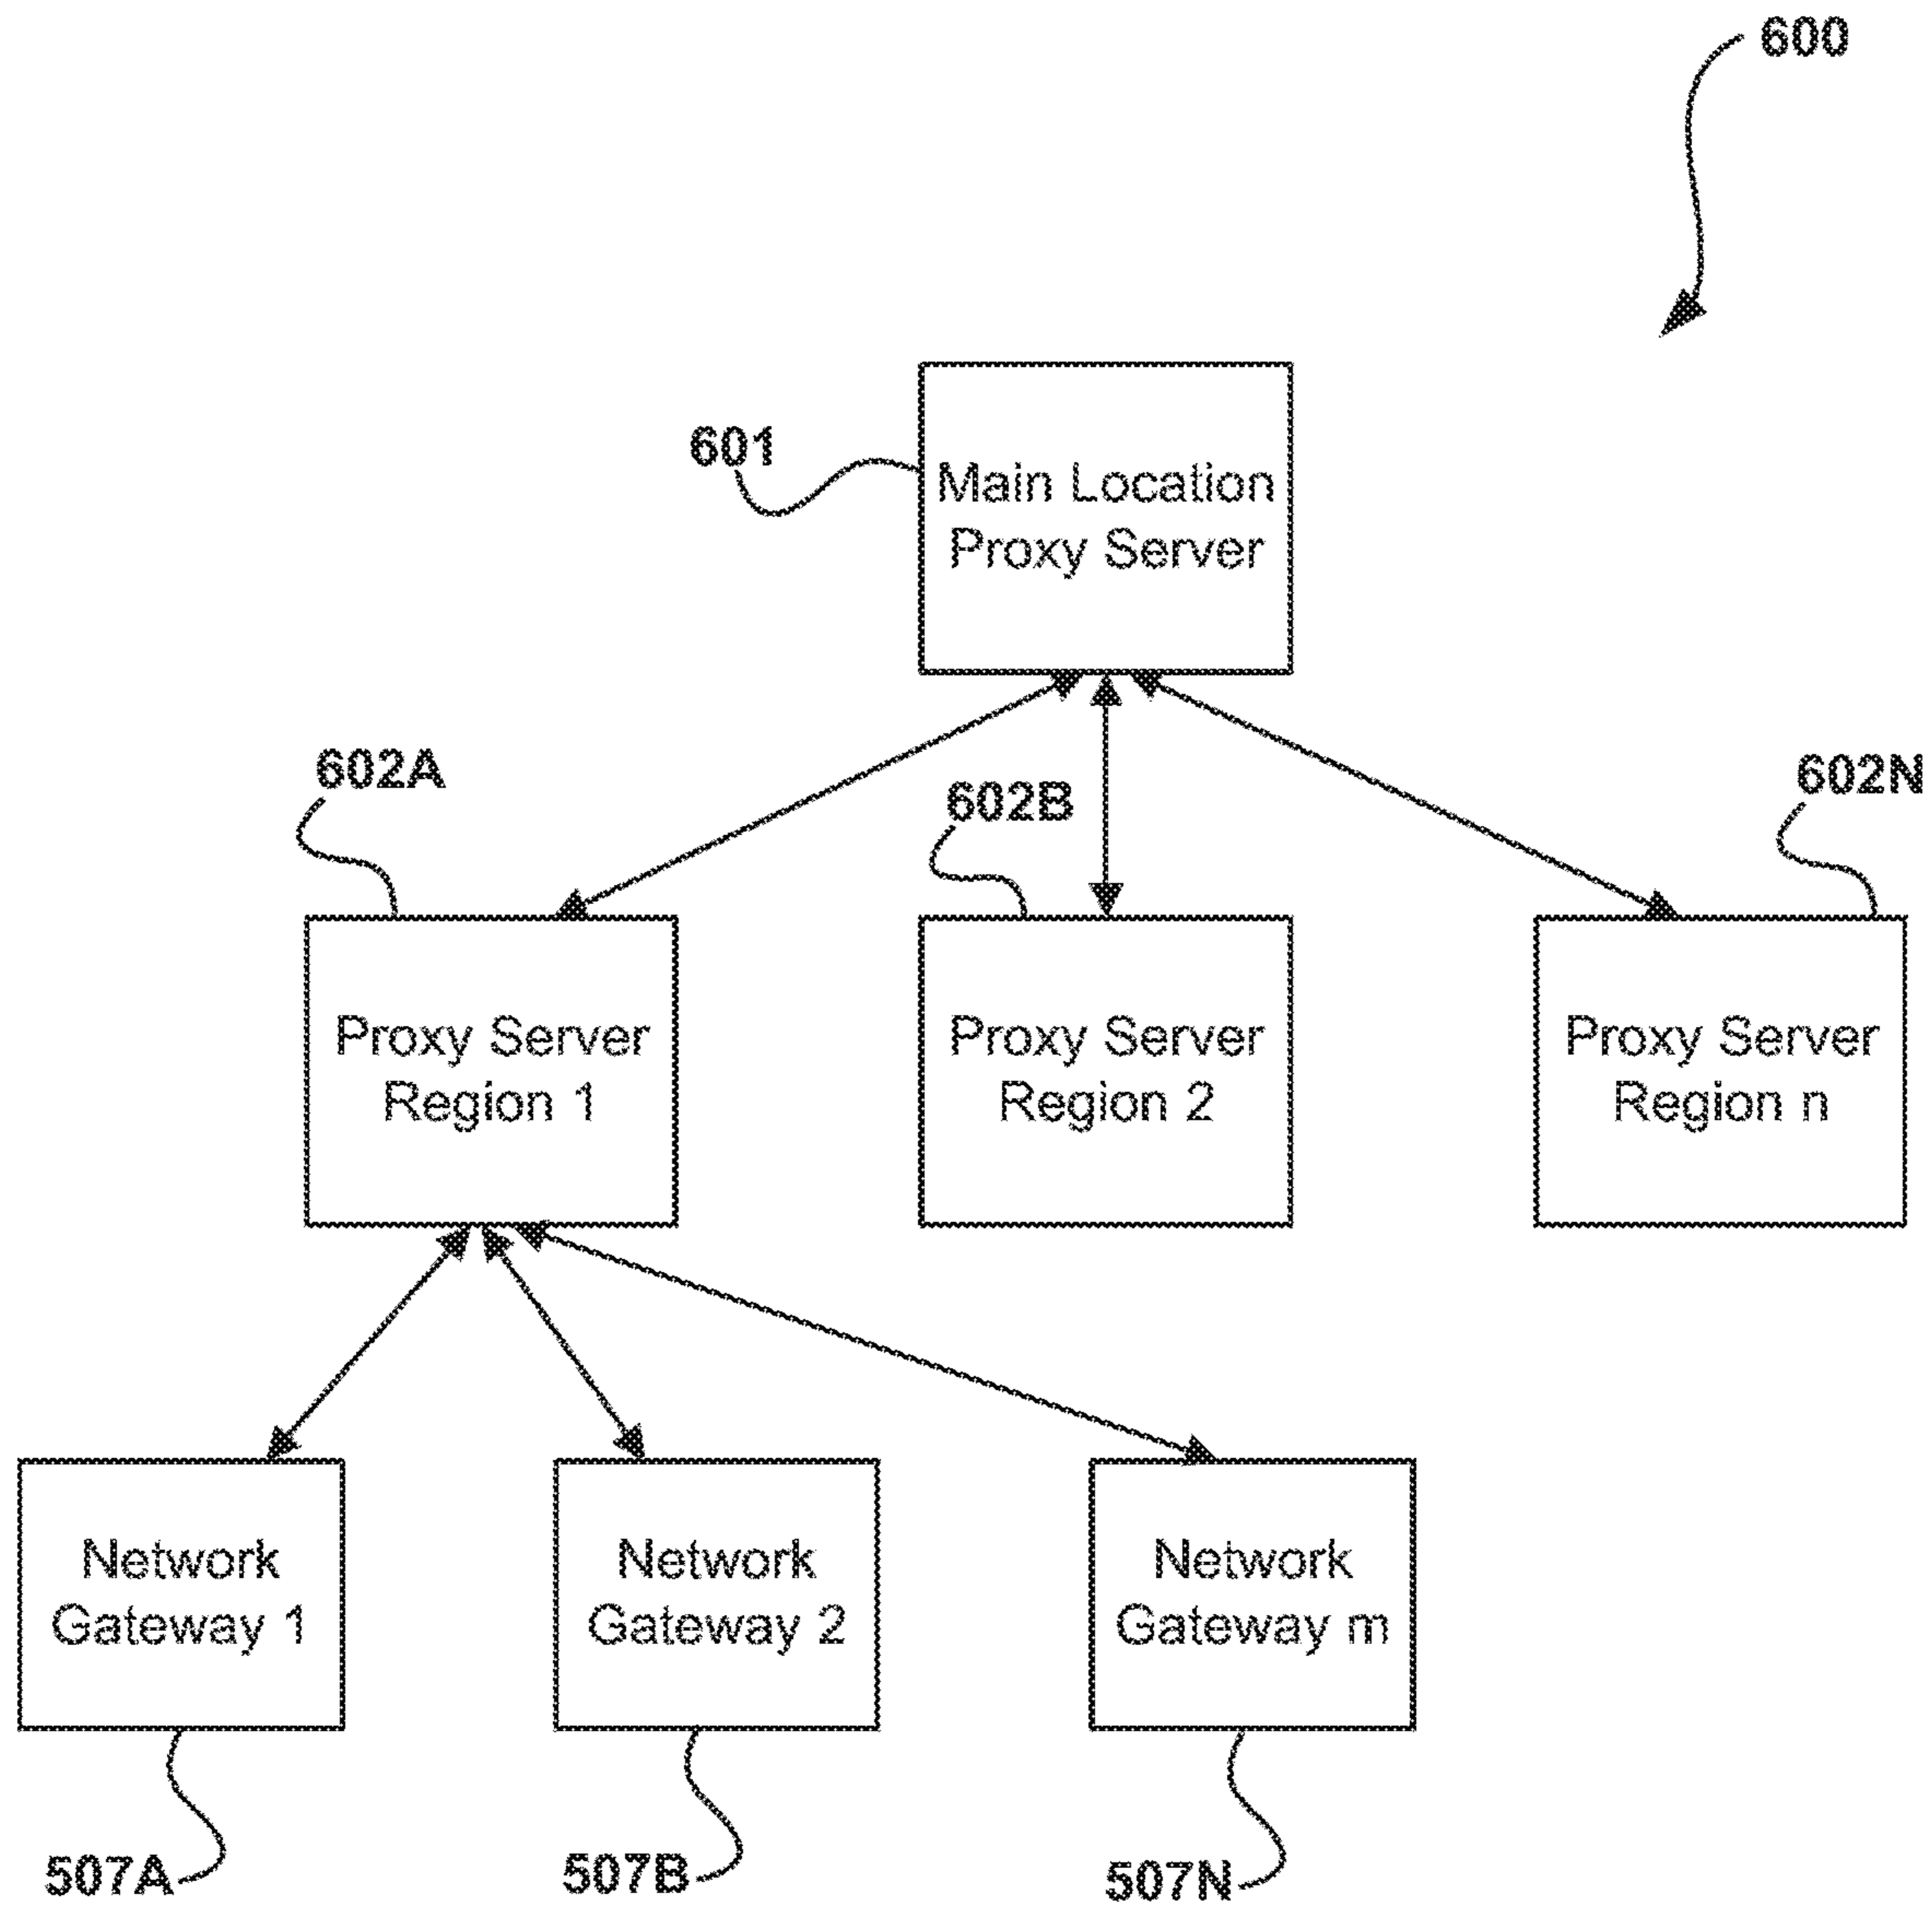 600
601
Main Location
Proxy Server
602A
602B
602N
Proxy Server
Region 1
Proxy Server
Region 2
Proxy Server
Region n
Network
Gateway 1
Network
Gateway 2
Network
Gateway m
507A
507B
507N